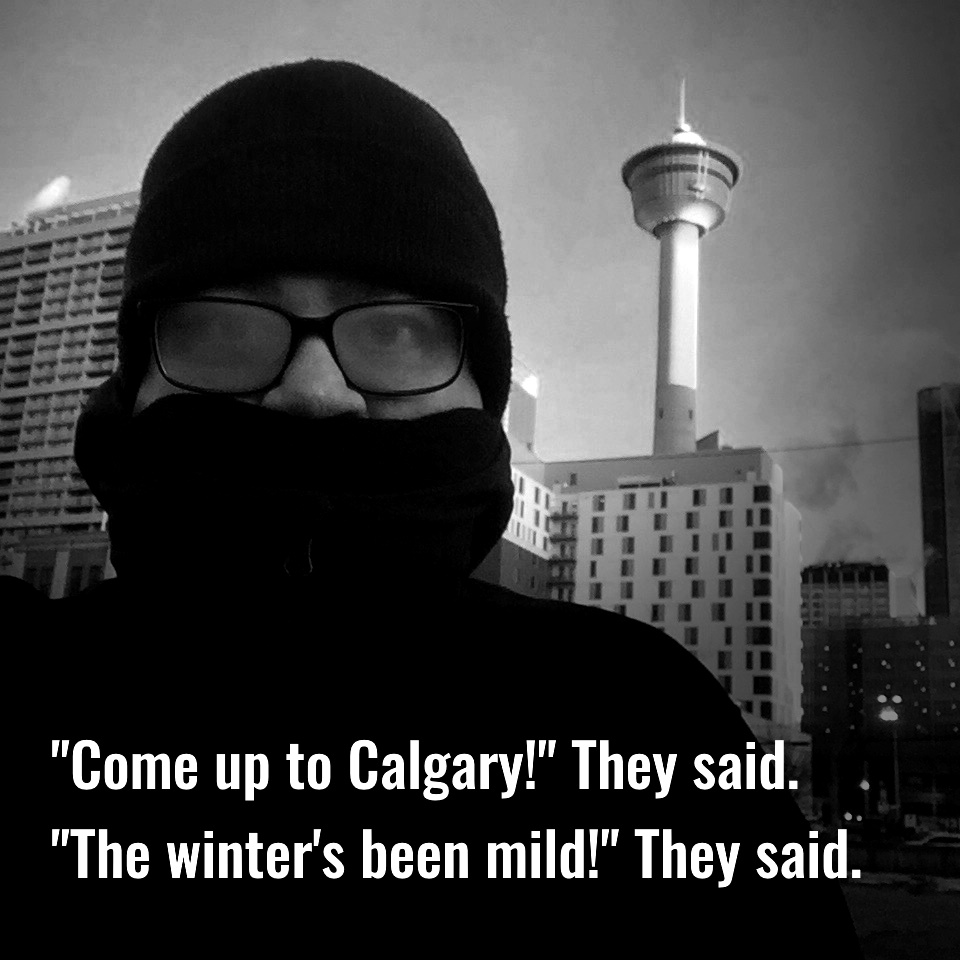 "Come up to Calgary!" They said.
"The winter's been mild!" They said.